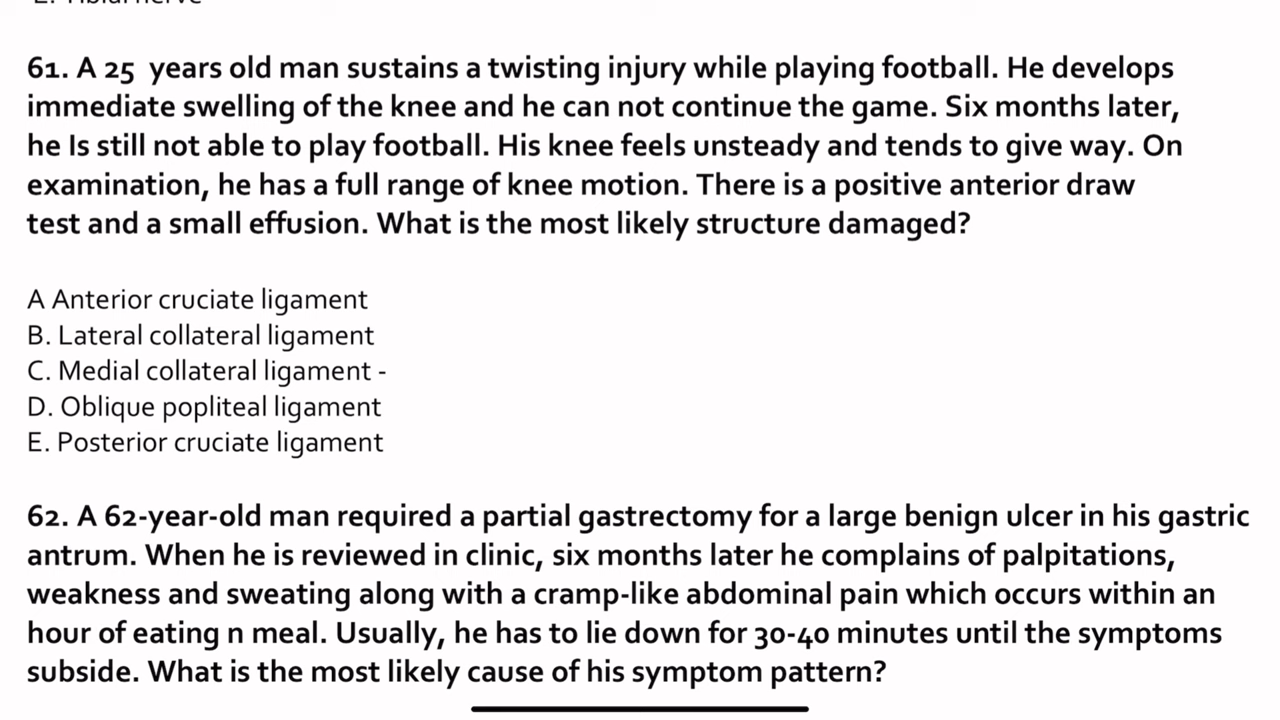 61. A 25 years old man sustains a twisting injury while playing football. He develops
immediate swelling of the knee and he can not continue the game. Six months later,
he Is still not able to play football. His knee feels unsteady and tends to give way. On
examination, he has a full range of knee motion. There is a positive anterior draw
test and a small effusion. What is the most likely structure damaged?
A Anterior cruciate ligament
B. Lateral collateral ligament
C. Medial collateral ligament -
D. Oblique popliteal ligament
E. Posterior cruciate ligament
62. A 62-year-old man required a partial gastrectomy for a large benign ulcer in his gastric
antrum. When he is reviewed in clinic, six months later he complains of palpitations,
weakness and sweating along with a cramp-like abdominal pain which occurs within an
hour of eating n meal. Usually, he has to lie down for 30-40 minutes until the symptoms
subside. What is the most likely cause of his symptom pattern?